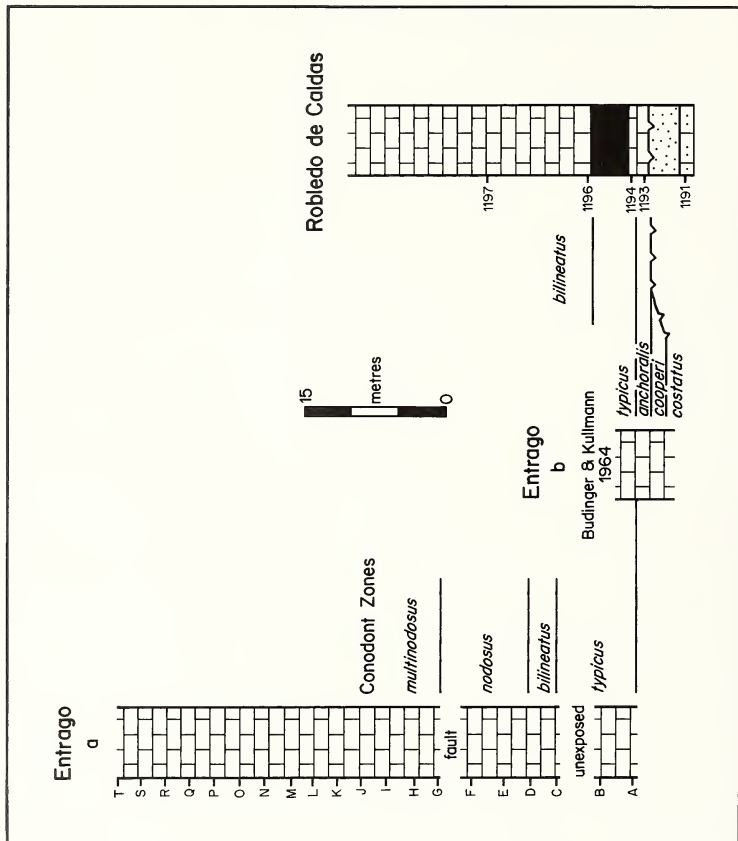 Entrago
a
T
S
R
Q
P
O
N
M
L
K
J
I
H
G
fault
F
E
D
C
unexposed
B
A
Conodont Zones
multinodosus
nodosus
bilineatus
typicus
15
metres
0
Entrago
b
Budinger & Kullmann
1964
bilineatus
typicus
anchoralis
cooperi
costatus
Robledo de Caldas
1197
1196
1194
1193
1191